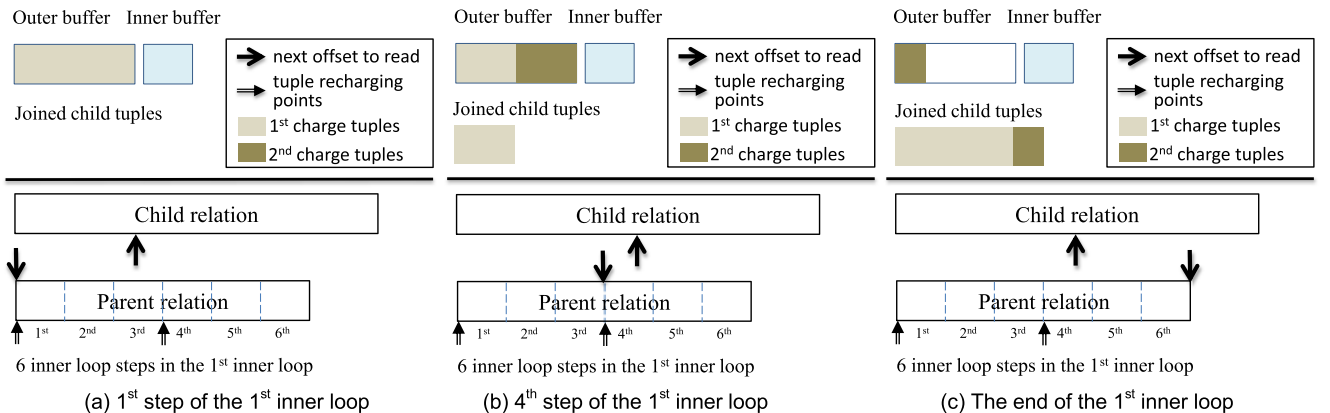 Outer buffer Inner buffer
next offset to read
tuple recharging
points
1st charge tuples
2nd charge tuples
Joined child tuples
Child relation
Parent relation
1st 2nd 3rd 4th 5th 6th
6 inner loop steps in the 1st inner loop
(a) 1st step of the 1st inner loop
Outer buffer Inner buffer
next offset to read
tuple recharging
points
1st charge tuples
2nd charge tuples
Joined child tuples
Child relation
Parent relation
1st 2nd 3rd 4th 5th 6th
6 inner loop steps in the 1st inner loop
(b) 4th step of the 1st inner loop
Outer buffer Inner buffer
next offset to read
tuple recharging
points
1st charge tuples
2nd charge tuples
Joined child tuples
Child relation
Parent relation
1st 2nd 3rd 4th 5th 6th
6 inner loop steps in the 1st inner loop
(c) The end of the 1st inner loop